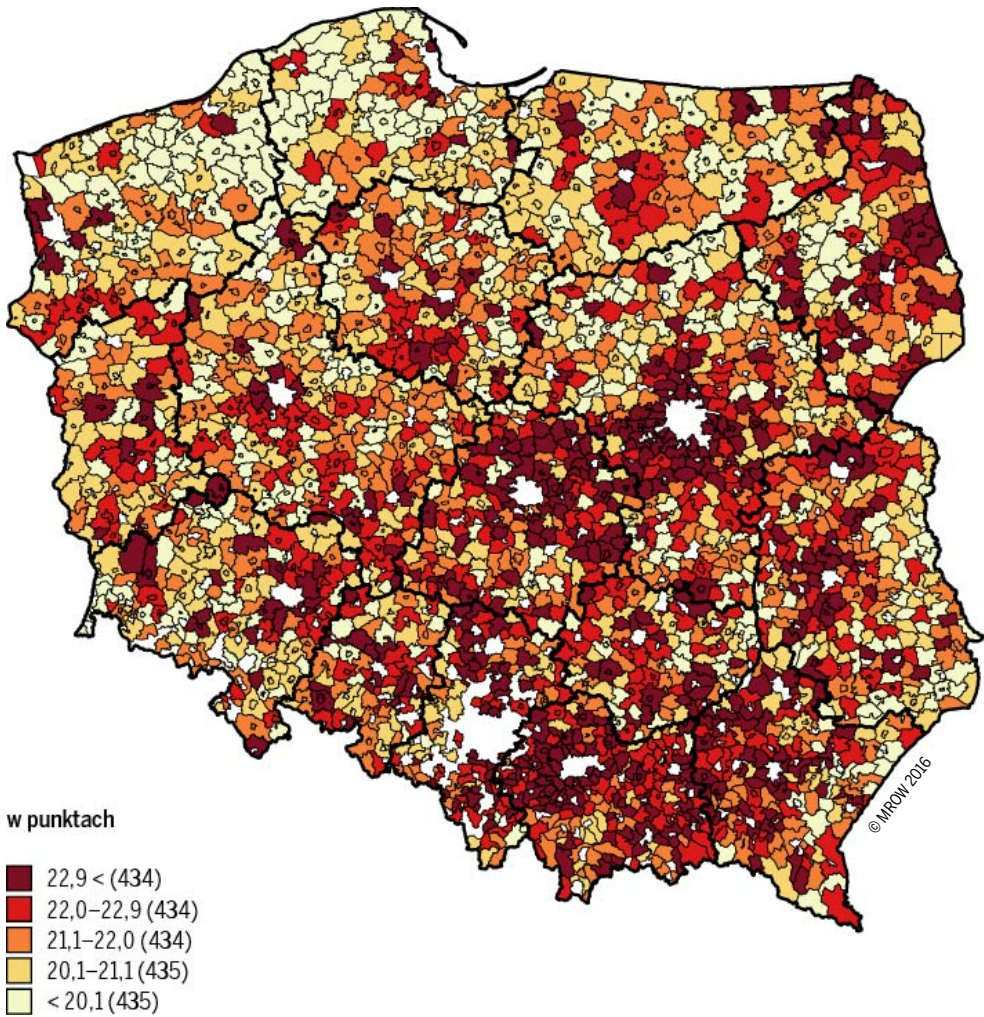 © MROW 2016
w punktach
22,9 < (434)
22,0–22,9 (434)
21,1–22,0 (434)
20,1–21,1 (435)
< 20,1 (435)